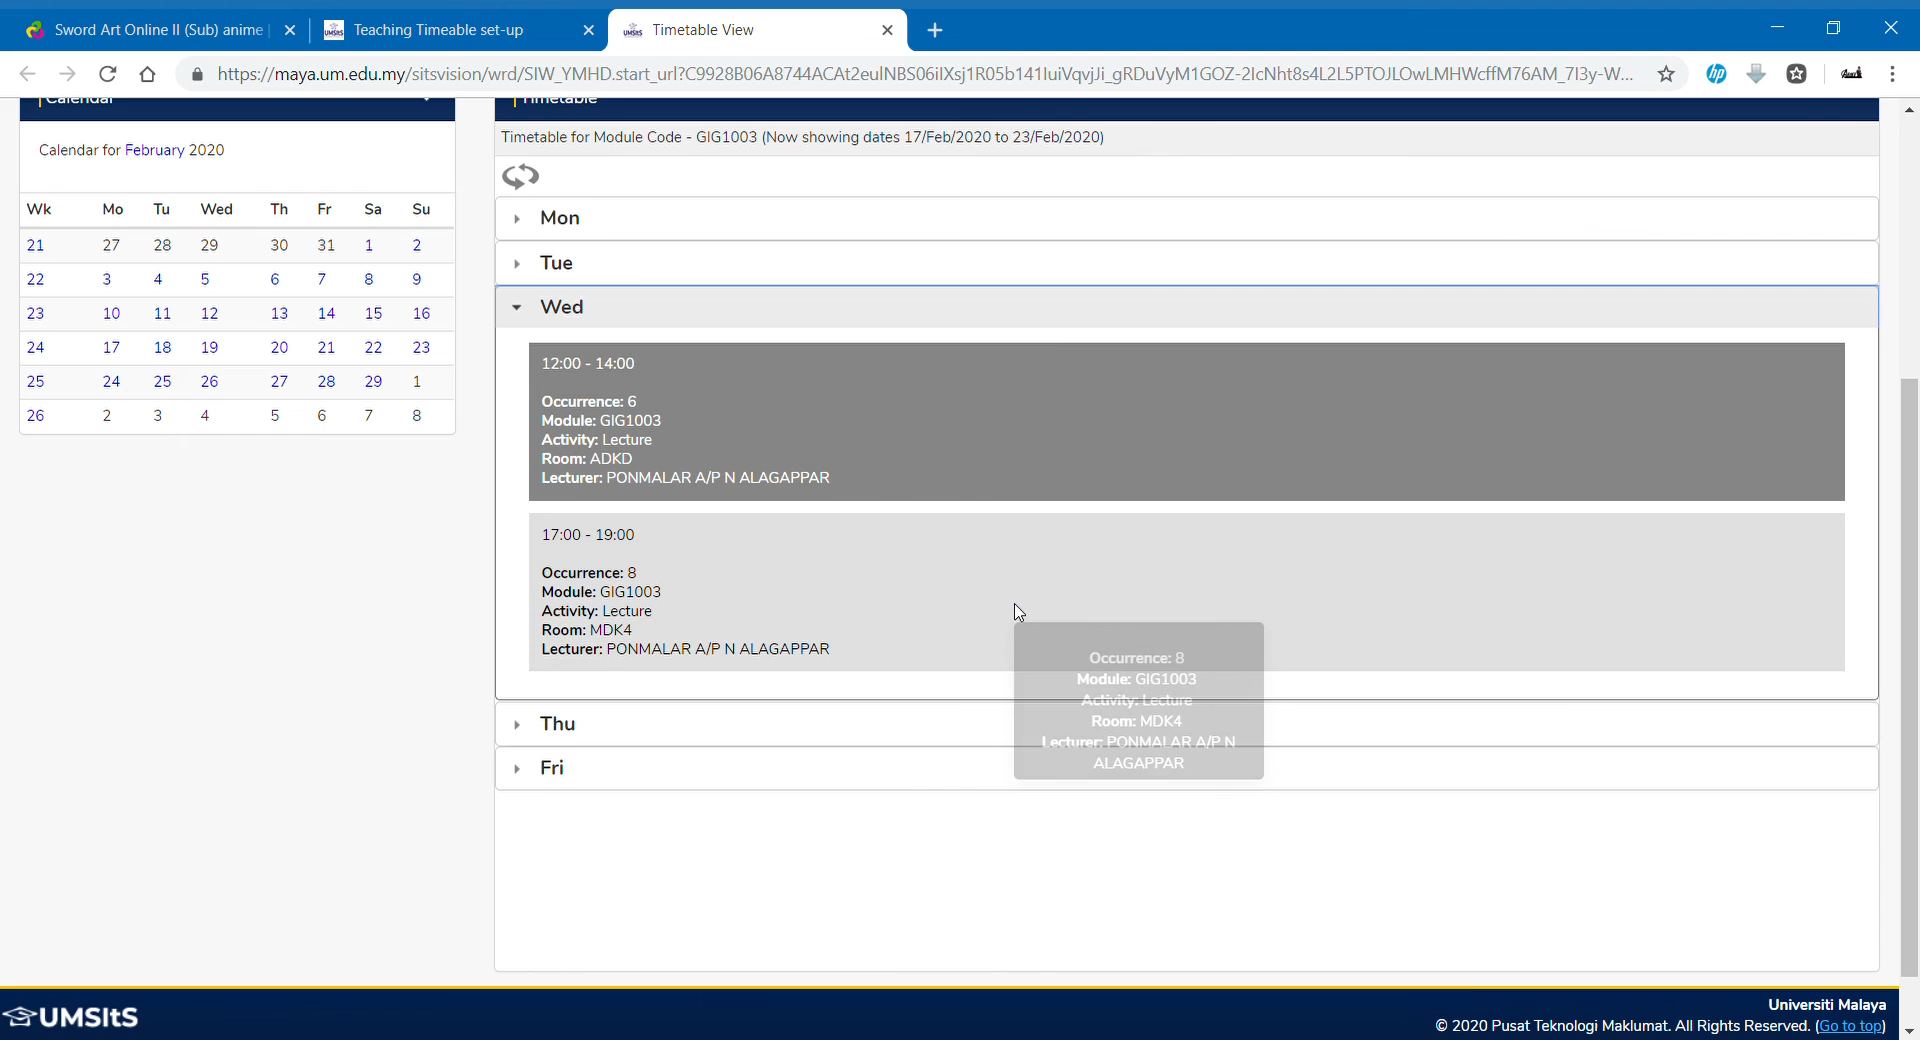 Sword Art Online II (Sub) anime
Teaching Timeable set-up
Timetable View
https://maya.um.edu.my/sitsvision/wrd/SIW_YMHD.start_url?
Calendar
Timetable
Calendar for February 2020
Wk Mo Tu Wed Th Fr Sa Su
21 27 28 29 30 31 1 2
22 3 4 5 6 7 8 9
23 10 11 12 13 14 15 16
24 17 18 19 20 21 22 23
25 24 25 26 27 28 29 1
26 2 3 4 5 6 7 8
Timetable for Module Code - GIG1003 (Now showing dates 17/Feb/2020 to 23/Feb/2020)
Mon
Tue
Wed
12:00 - 14:00
Occurrence: 6
Module: GIG1003
Activity: Lecture
Room: ADKD
Lecturer: PONMALAR A/P N ALAGAPPAR
17:00 - 19:00
Occurrence: 8
Module: GIG1003
Activity: Lecture
Room: MDK4
Lecturer: PONMALAR A/P N ALAGAPPAR
Occurrence: 8
Module: GIG1003
Activity: Lecture
Room: MDK4
Lecturer: PONMALAR A/P N
ALAGAPPAR
Thu
Fri
UMSItS
Universiti Malaya
© 2020 Pusat Teknologi Maklumat. All Rights Reserved. (Go to top)